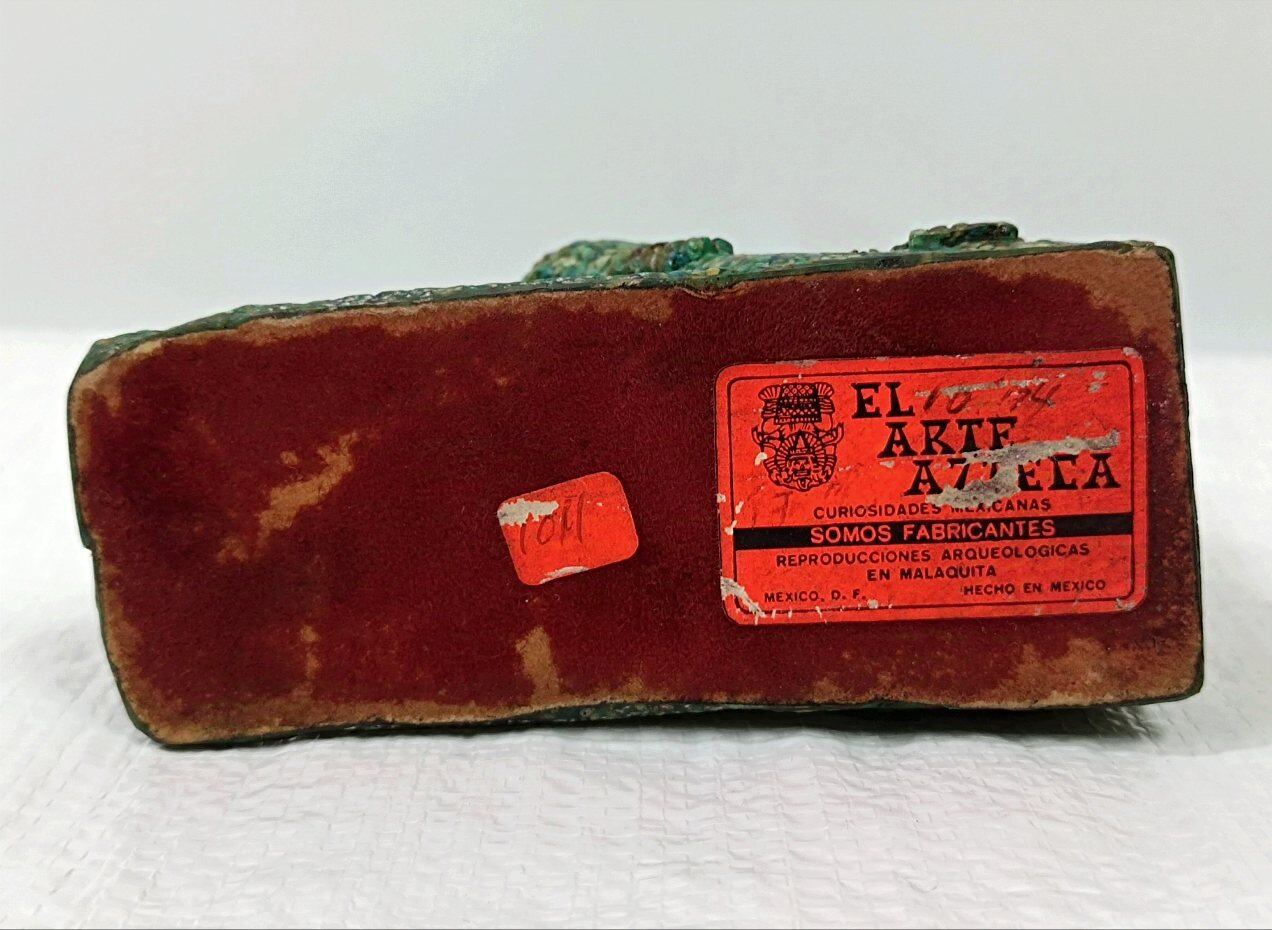 EL
ARTE
AZTECA
CURIOSIDADES MEXICANAS
SOMOS FABRICANTES
REPRODUCCIONES ARQUEOLOGICAS
EN MALAQUITA
MEXICO, D. F. HECHO EN MEXICO